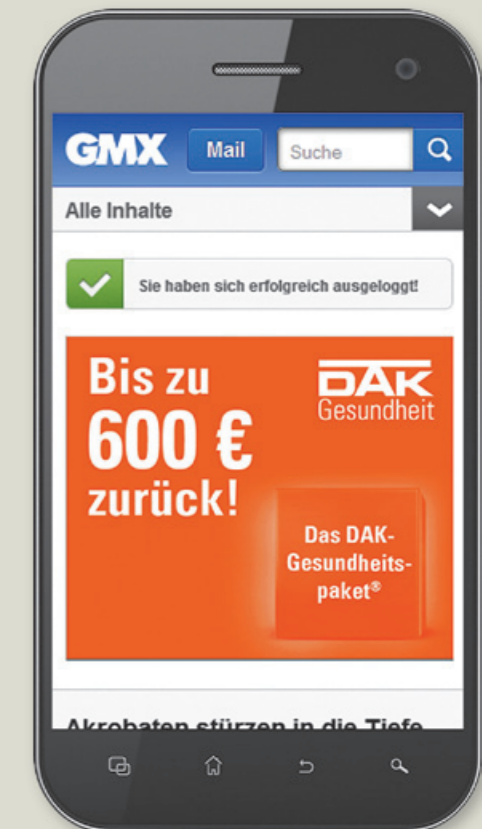 GMX Mail Suche
Alle Inhalte
Sie haben sich erfolgreich ausgeloggt!
Bis zu
600 €
zurück!
DAK
Gesundheit
Das DAK-
Gesundheits-
paket®
Akrobaten stürzen in die Tiefe